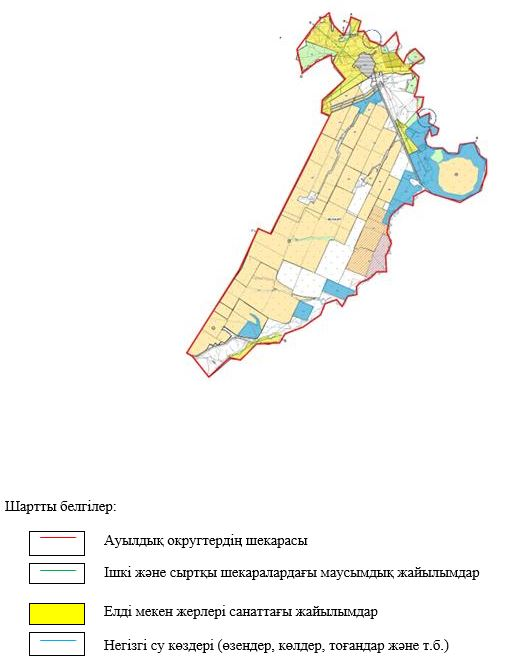 Шартты белгілер:
Ауылдық округтердің шекарасы
Ішкі және сыртқы шекаралардағы маусымдық жайылымдар
Елді мекен жерлері санаттағы жайылымдар
Негізгі су көздері (өзендер, көлдер, тоғандар және т.б.)